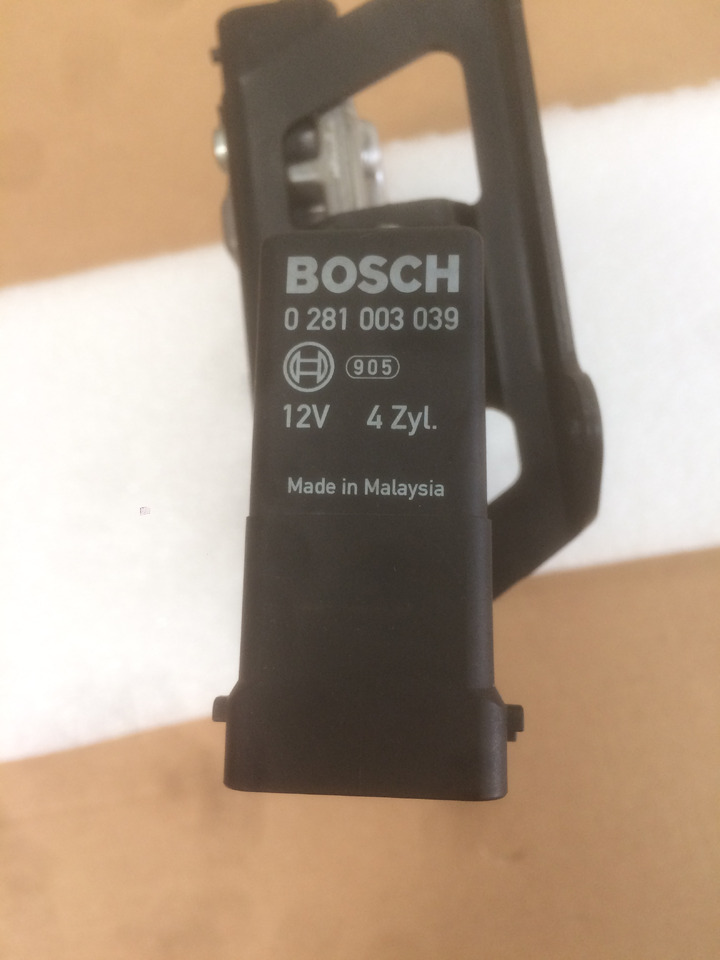 BOSCH
0 281 003 039
905
12V 4 Zyl.
Made in Malaysia